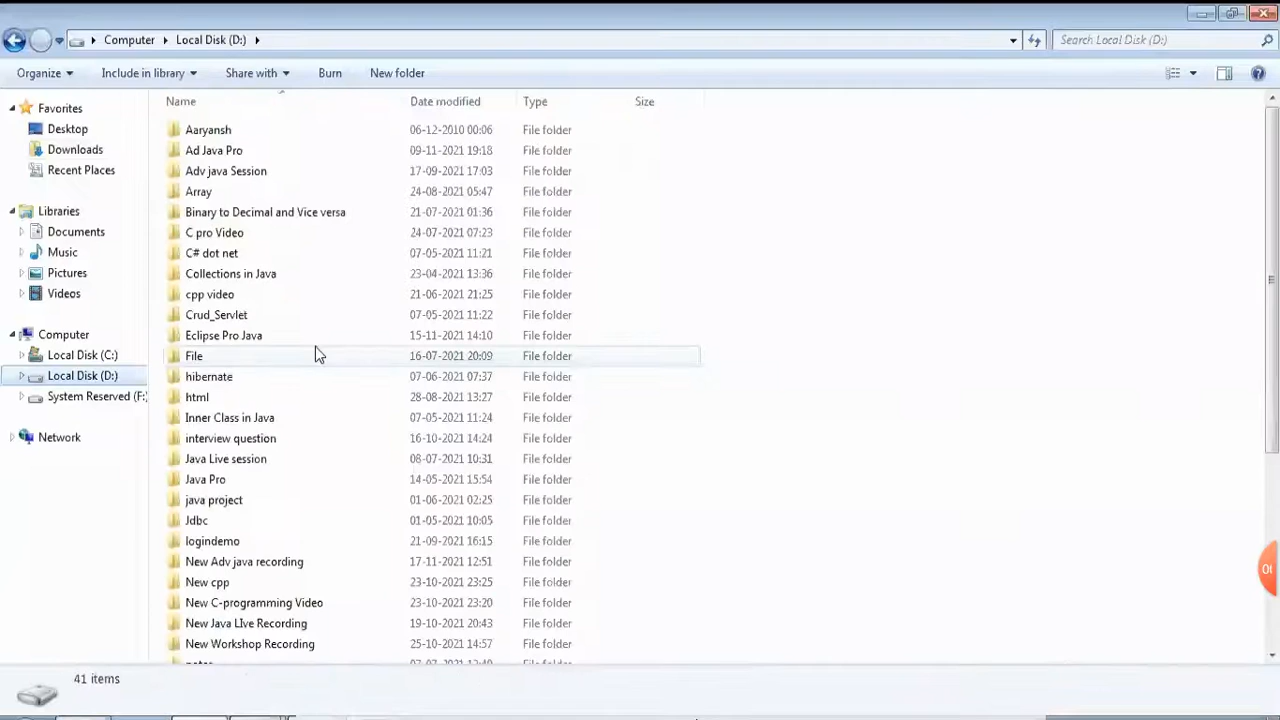 Computer Local Disk (D:) Search Local Disk (D:)
Organize Include in library Share with Burn New folder
Favorites
Desktop
Downloads
Recent Places
Libraries
Documents
Music
Pictures
Videos
Computer
Local Disk (C:)
Local Disk (D:)
System Reserved (F:)
Network
Name Date modified Type Size
Aaryansh 06-12-2010 00:06 File folder
Ad Java Pro 09-11-2021 19:18 File folder
Adv java Session 17-09-2021 17:03 File folder
Array 24-08-2021 05:47 File folder
Binary to Decimal and Vice versa 21-07-2021 01:36 File folder
C pro Video 24-07-2021 07:23 File folder
C# dot net 07-05-2021 11:21 File folder
Collections in Java 23-04-2021 13:36 File folder
cpp video 21-06-2021 21:25 File folder
Crud_Servlet 07-05-2021 11:22 File folder
Eclipse Pro Java 15-11-2021 14:10 File folder
File 16-07-2021 20:09 File folder
hibernate 07-06-2021 07:37 File folder
html 28-08-2021 13:27 File folder
Inner Class in Java 07-05-2021 11:24 File folder
interview question 16-10-2021 14:24 File folder
Java Live session 08-07-2021 10:31 File folder
Java Pro 14-05-2021 15:54 File folder
java project 01-06-2021 02:25 File folder
Jdbc 01-05-2021 10:05 File folder
logindemo 21-09-2021 16:15 File folder
New Adv java recording 17-11-2021 12:51 File folder
New cpp 23-10-2021 23:25 File folder
New C-programming Video 23-10-2021 23:20 File folder
New Java LIve Recording 19-10-2021 20:43 File folder
New Workshop Recording 25-10-2021 14:57 File folder
41 items